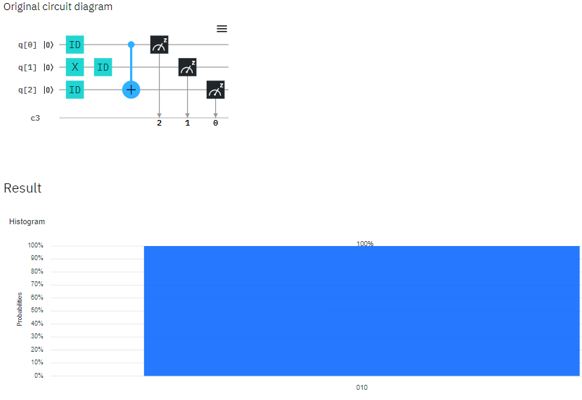 Original circuit diagram
q[0] |0⟩ ID z
q[1] |0⟩ X ID z
q[2] |0⟩ ID + z
c3 2 1 0
Result
Histogram
100%
100%
90%
80%
70%
60%
50%
40%
30%
20%
10%
0%
Probabilities
010